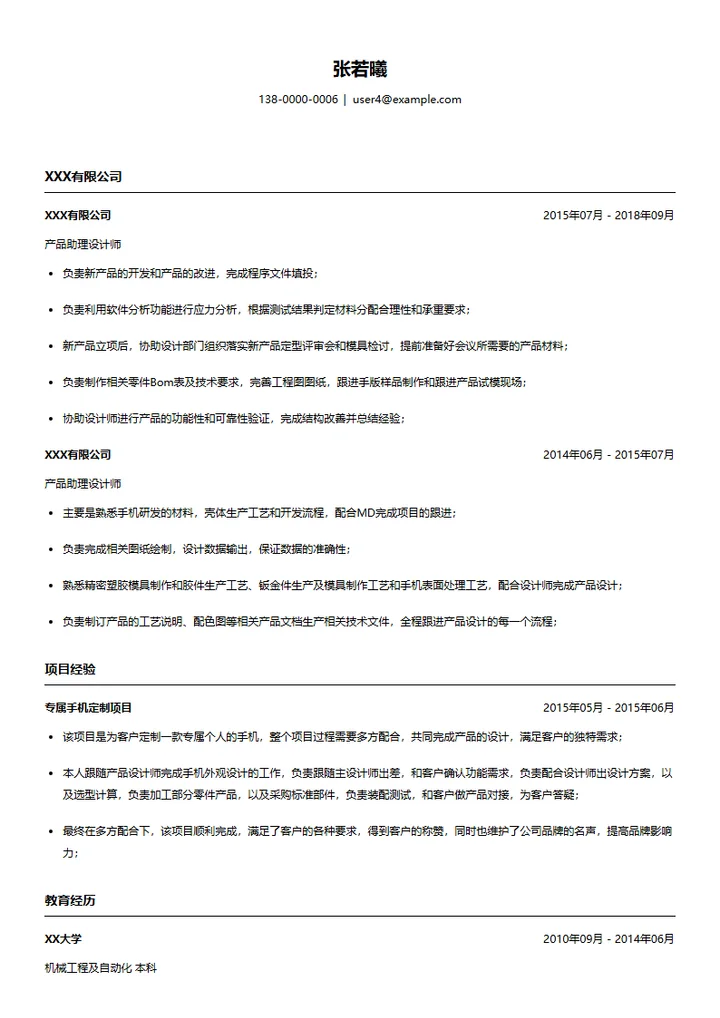 张若曦
138-0000-0006 | user4@example.com
XXX有限公司
XXX有限公司 2015年07月 - 2018年09月
产品助理设计师
• 负责新产品的开发和产品的改进，完成程序文件填投；
• 负责利用软件分析功能进行应力分析，根据测试结果判定材料分配合理性和承重要求；
• 新产品立项后，协助设计部门组织落实新产品定型评审会和模具检讨，提前准备好会议所需要的产品材料；
• 负责制作相关零件Bom表及技术要求，完善工程图图纸，跟进手版样品制作和跟进产品试模现场；
• 协助设计师进行产品的功能性和可靠性验证，完成结构改善并总结经验；
XXX有限公司 2014年06月 - 2015年07月
产品助理设计师
• 主要是熟悉手机研发的材料，壳体生产工艺和开发流程，配合MD完成项目的跟进；
• 负责完成相关图纸绘制，设计数据输出，保证数据的准确性；
• 熟悉精密塑胶模具制作和胶件生产工艺、钣金件生产及模具制作工艺和手机表面处理工艺，配合设计师完成产品设计；
• 负责制订产品的工艺说明、配色图等相关产品文档生产相关技术文件，全程跟进产品设计的每一个流程；
项目经验
专属手机定制项目 2015年05月 - 2015年06月
• 该项目是为客户定制一款专属个人的手机，整个项目过程需要多方配合，共同完成产品的设计，满足客户的独特需求；
• 本人跟随产品设计师完成手机外观设计的工作，负责跟随主设计师出差，和客户确认功能需求，负责配合设计师出设计方案，以
及选型计算，负责加工部分零件产品，以及采购标准部件，负责装配测试，和客户做产品对接，为客户答疑；
• 最终在多方配合下，该项目顺利完成，满足了客户的各种要求，得到客户的称赞，同时也维护了公司品牌的名声，提高品牌影响
力；
教育经历
XX大学 2010年09月 - 2014年06月
机械工程及自动化 本科